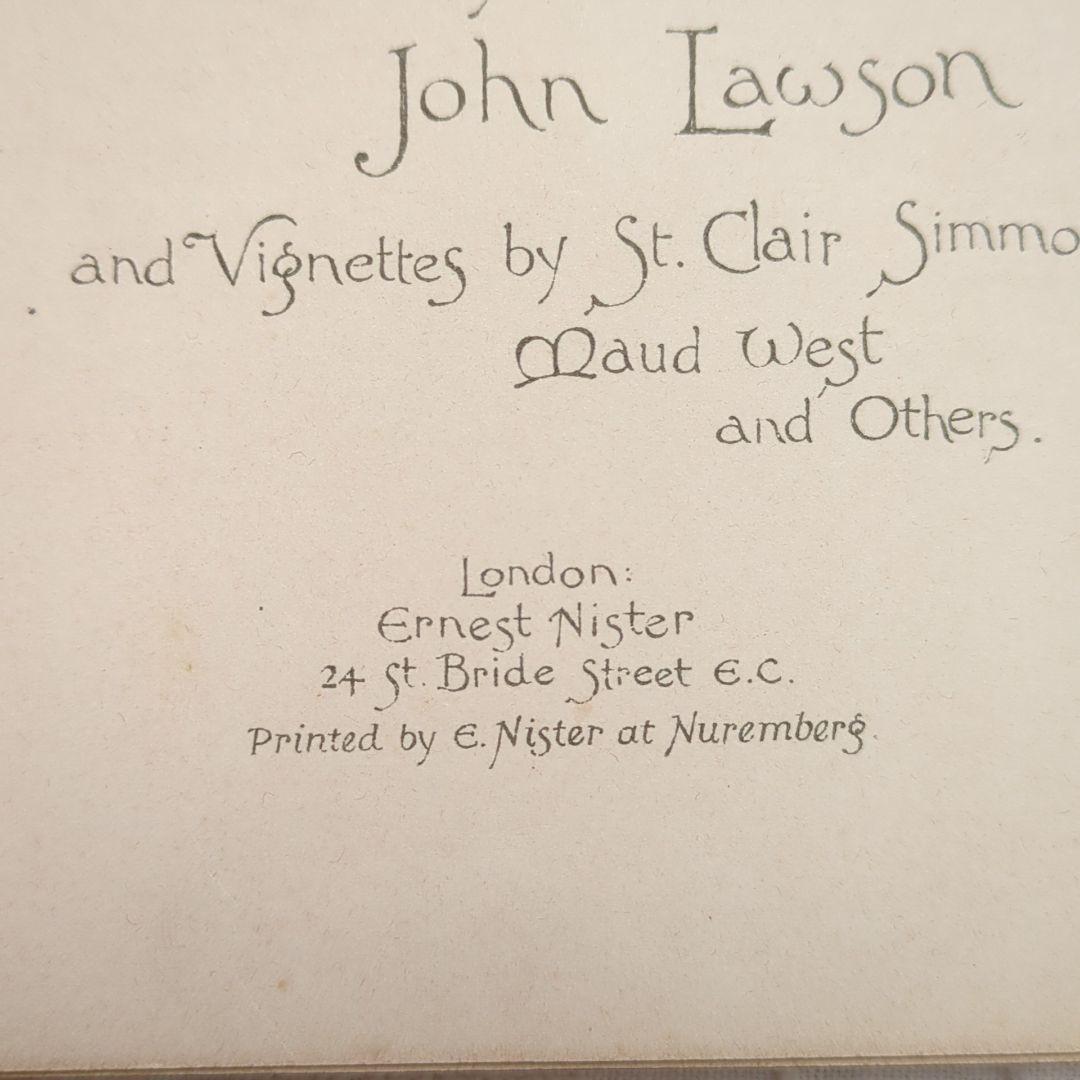 John Lawson
and Vignettes by St. Clair Simmo
Maud West
and Others.
London:
Ernest Nister
24 St. Bride Street E.C.
Printed by E. Nister at Nuremberg.